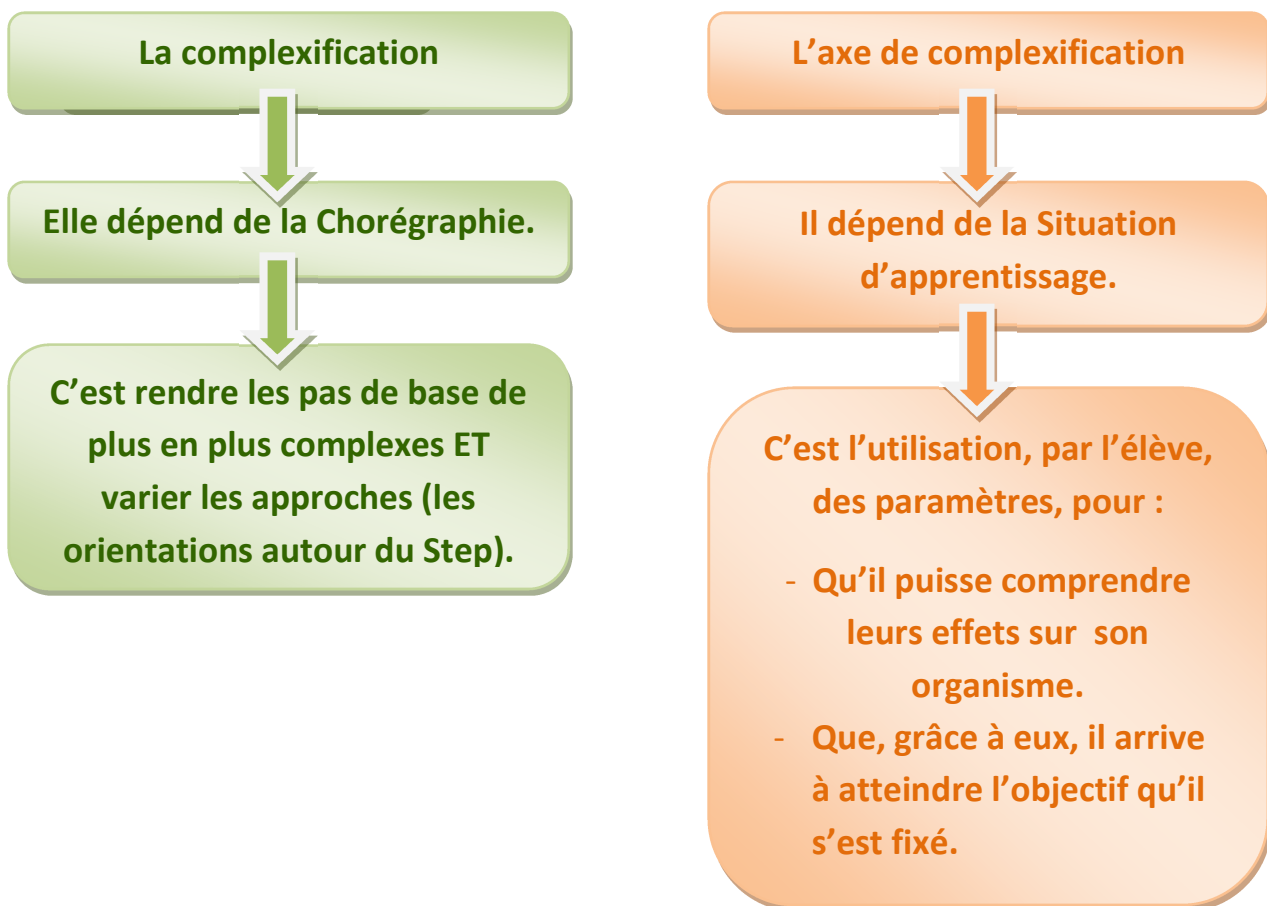 La complexification
Elle dépend de la Chorégraphie.
C'est rendre les pas de base de
plus en plus complexes ET
varier les approches (les
orientations autour du Step).
L'axe de complexification
Il dépend de la Situation
d'apprentissage.
C'est l'utilisation, par l'élève,
des paramètres, pour :
- Qu'il puisse comprendre
leurs effets sur son
organisme.
- Que, grâce à eux, il arrive
à atteindre l'objectif qu'il
s'est fixé.